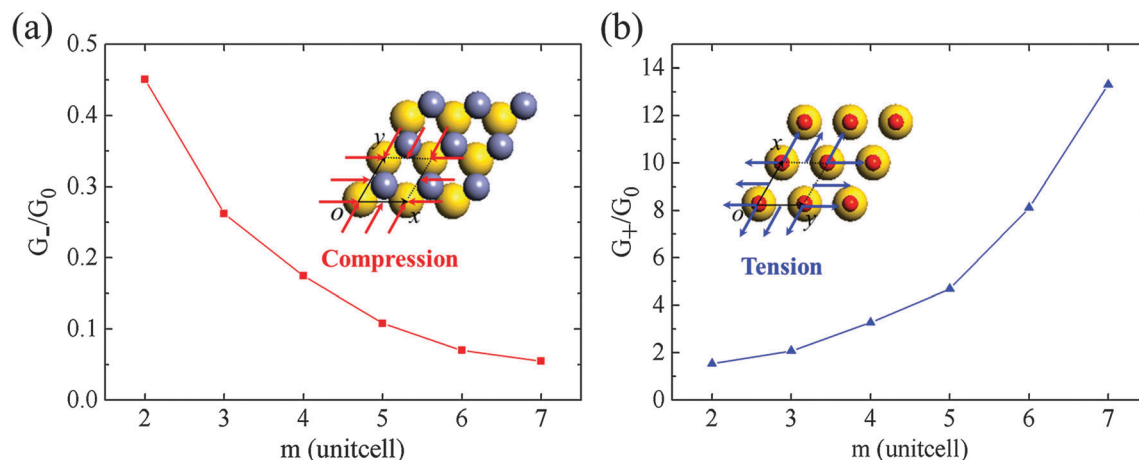 (a)
0.5
0.4
0.3
0.2
0.1
0.0
G-/G0
y
o
x
Compression
2 3 4 5 6 7
m (unitcell)
(b)
14
12
10
8
6
4
2
0
G+/G0
x
o
y
Tension
2 3 4 5 6 7
m (unitcell)